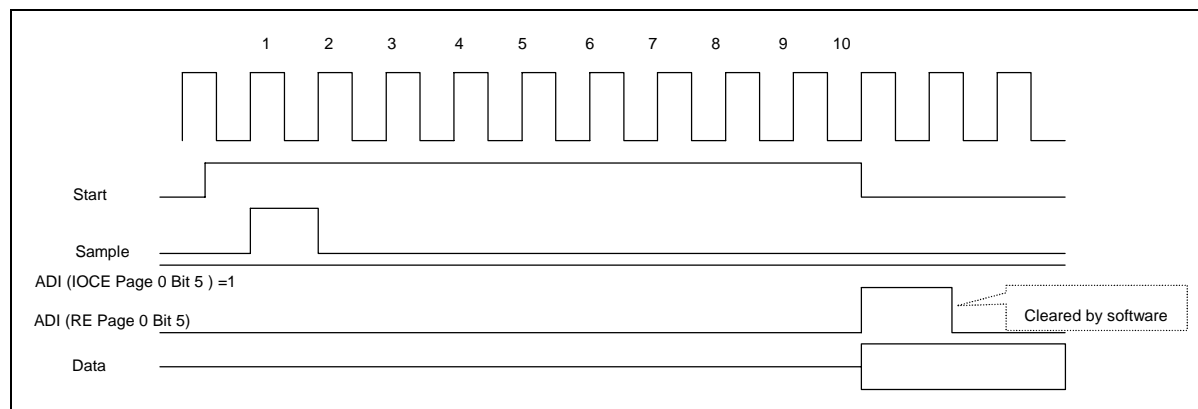 1 2 3 4 5 6 7 8 9 10
Start
Sample
ADI (IOCE Page 0 Bit 5 ) =1
ADI (RE Page 0 Bit 5)
Cleared by software
Data